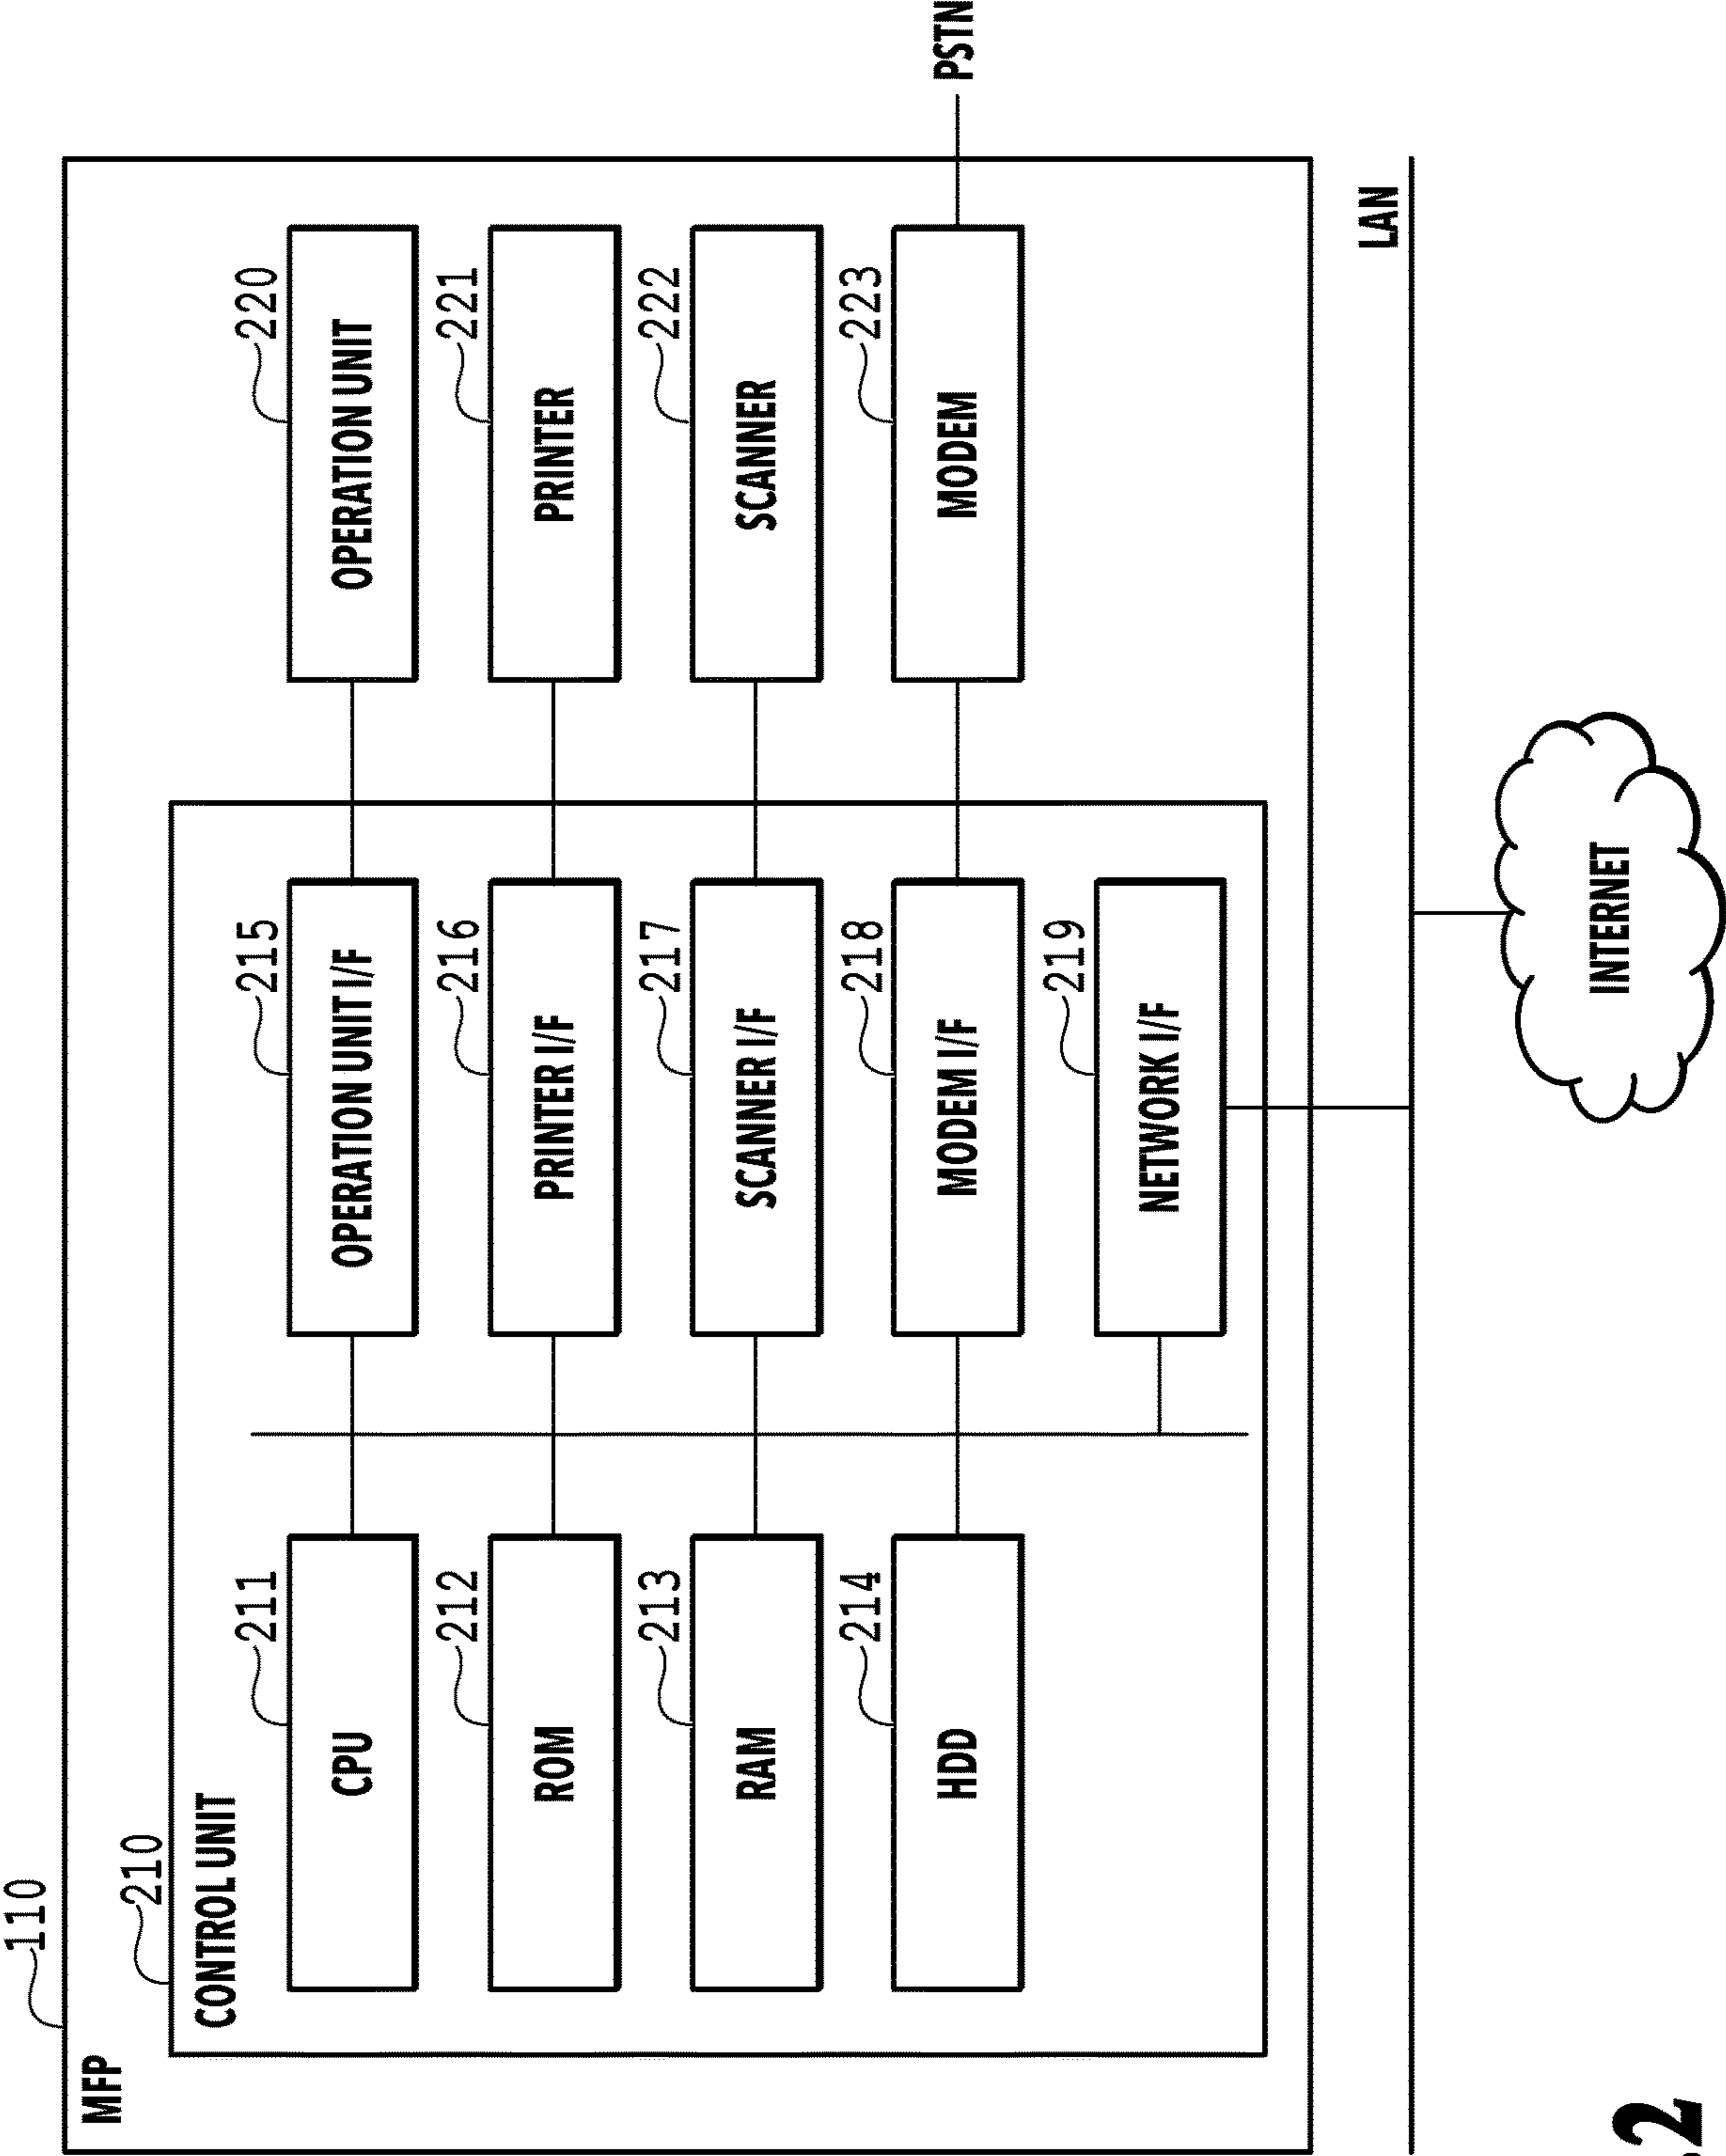 110
MFP
210
CONTROL UNIT
211
CPU
212
ROM
213
RAM
214
HDD
215
OPERATION UNIT I/F
216
PRINTER I/F
217
SCANNER I/F
218
MODEM I/F
219
NETWORK I/F
220
OPERATION UNIT
221
PRINTER
222
SCANNER
223
MODEM
PSTN
LAN
INTERNET
2